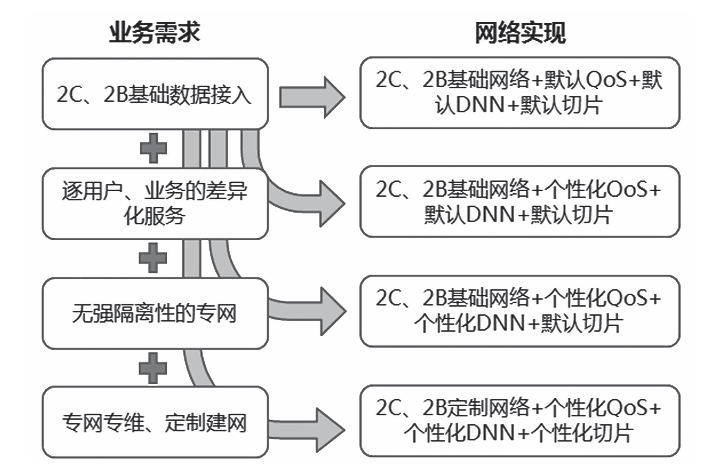 业务需求
网络实现
2C、2B基础数据接入
2C、2B基础网络+默认QoS+默
认DNN+默认切片
逐用户、业务的差异
化服务
2C、2B基础网络+个性化OoS+
默认DNN+默认切片
无强隔离性的专网
2C、2B基础网络+个性化QoS+
个性化DNN+默认切片
专网专维、定制建网
2C、2B定制网络+个性化QoS+
个性化DNN+个性化切片